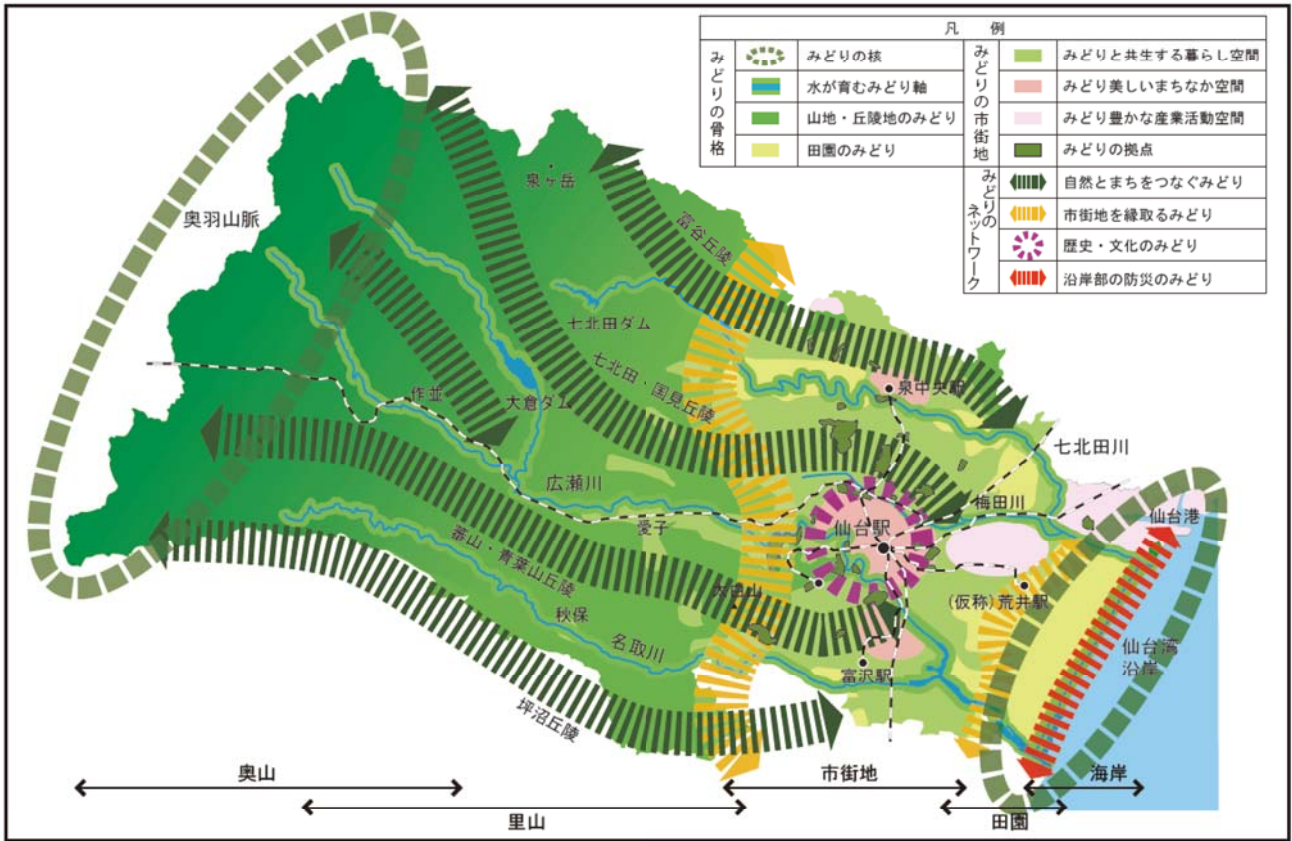 凡 例
みどりの骨格
みどりの核
水が育むみどり軸
山地・丘陵地のみどり
田園のみどり
みどりの市街地
みどりと共生する暮らし空間
みどり美しいまちなか空間
みどり豊かな産業活動空間
みどりの拠点
みどりの
ネットワーク
自然とまちをつなぐみどり
市街地を縁取るみどり
歴史・文化のみどり
沿岸部の防災のみどり
泉ヶ岳
奥羽山脈
富谷丘陵
七北田ダム
七北田・国見丘陵
泉中央駅
作並
大倉ダム
七北田川
広瀬川
梅田川
仙台港
愛子
仙台駅
蕃山・青葉山丘陵
太白山
(仮称)荒井駅
秋保
名取川
富沢駅
仙台湾
沿岸
坪沼丘陵
奥山
市街地
海岸
里山
田園